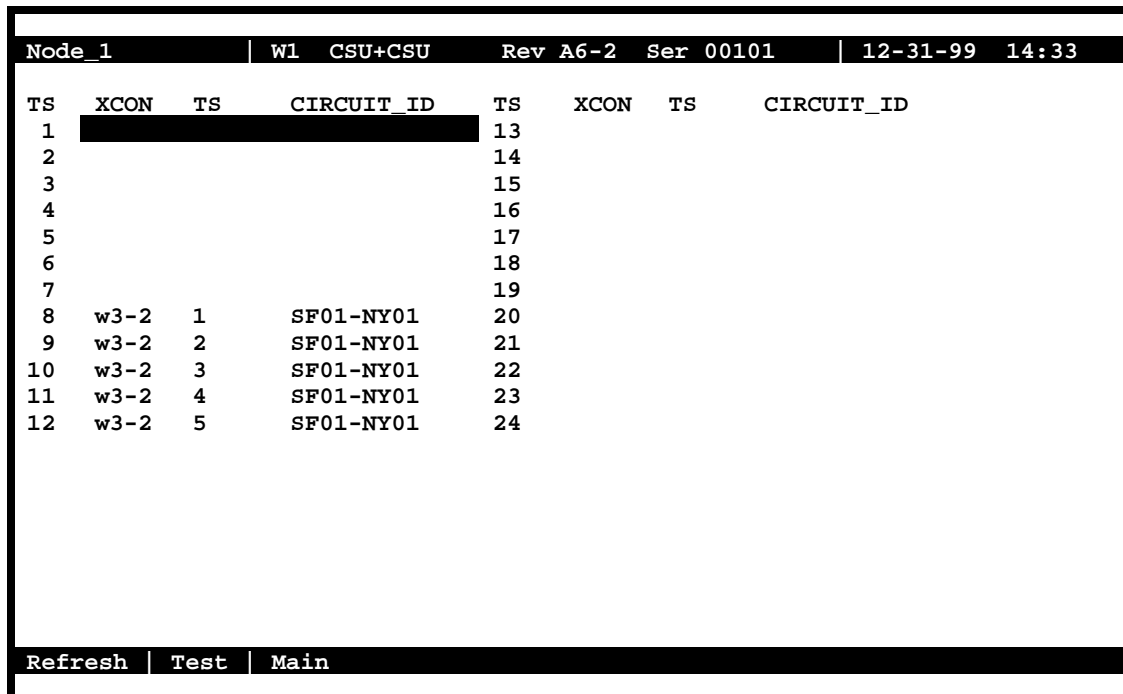 Node_1 | W1 CSU+CSU Rev A6-2 Ser 00101 | 12-31-99 14:33
TS XCON TS CIRCUIT_ID TS XCON TS CIRCUIT_ID
1 13
2 14
3 15
4 16
5 17
6 18
7 19
8 w3-2 1 SF01-NY01 20
9 w3-2 2 SF01-NY01 21
10 w3-2 3 SF01-NY01 22
11 w3-2 4 SF01-NY01 23
12 w3-2 5 SF01-NY01 24
Refresh | Test | Main